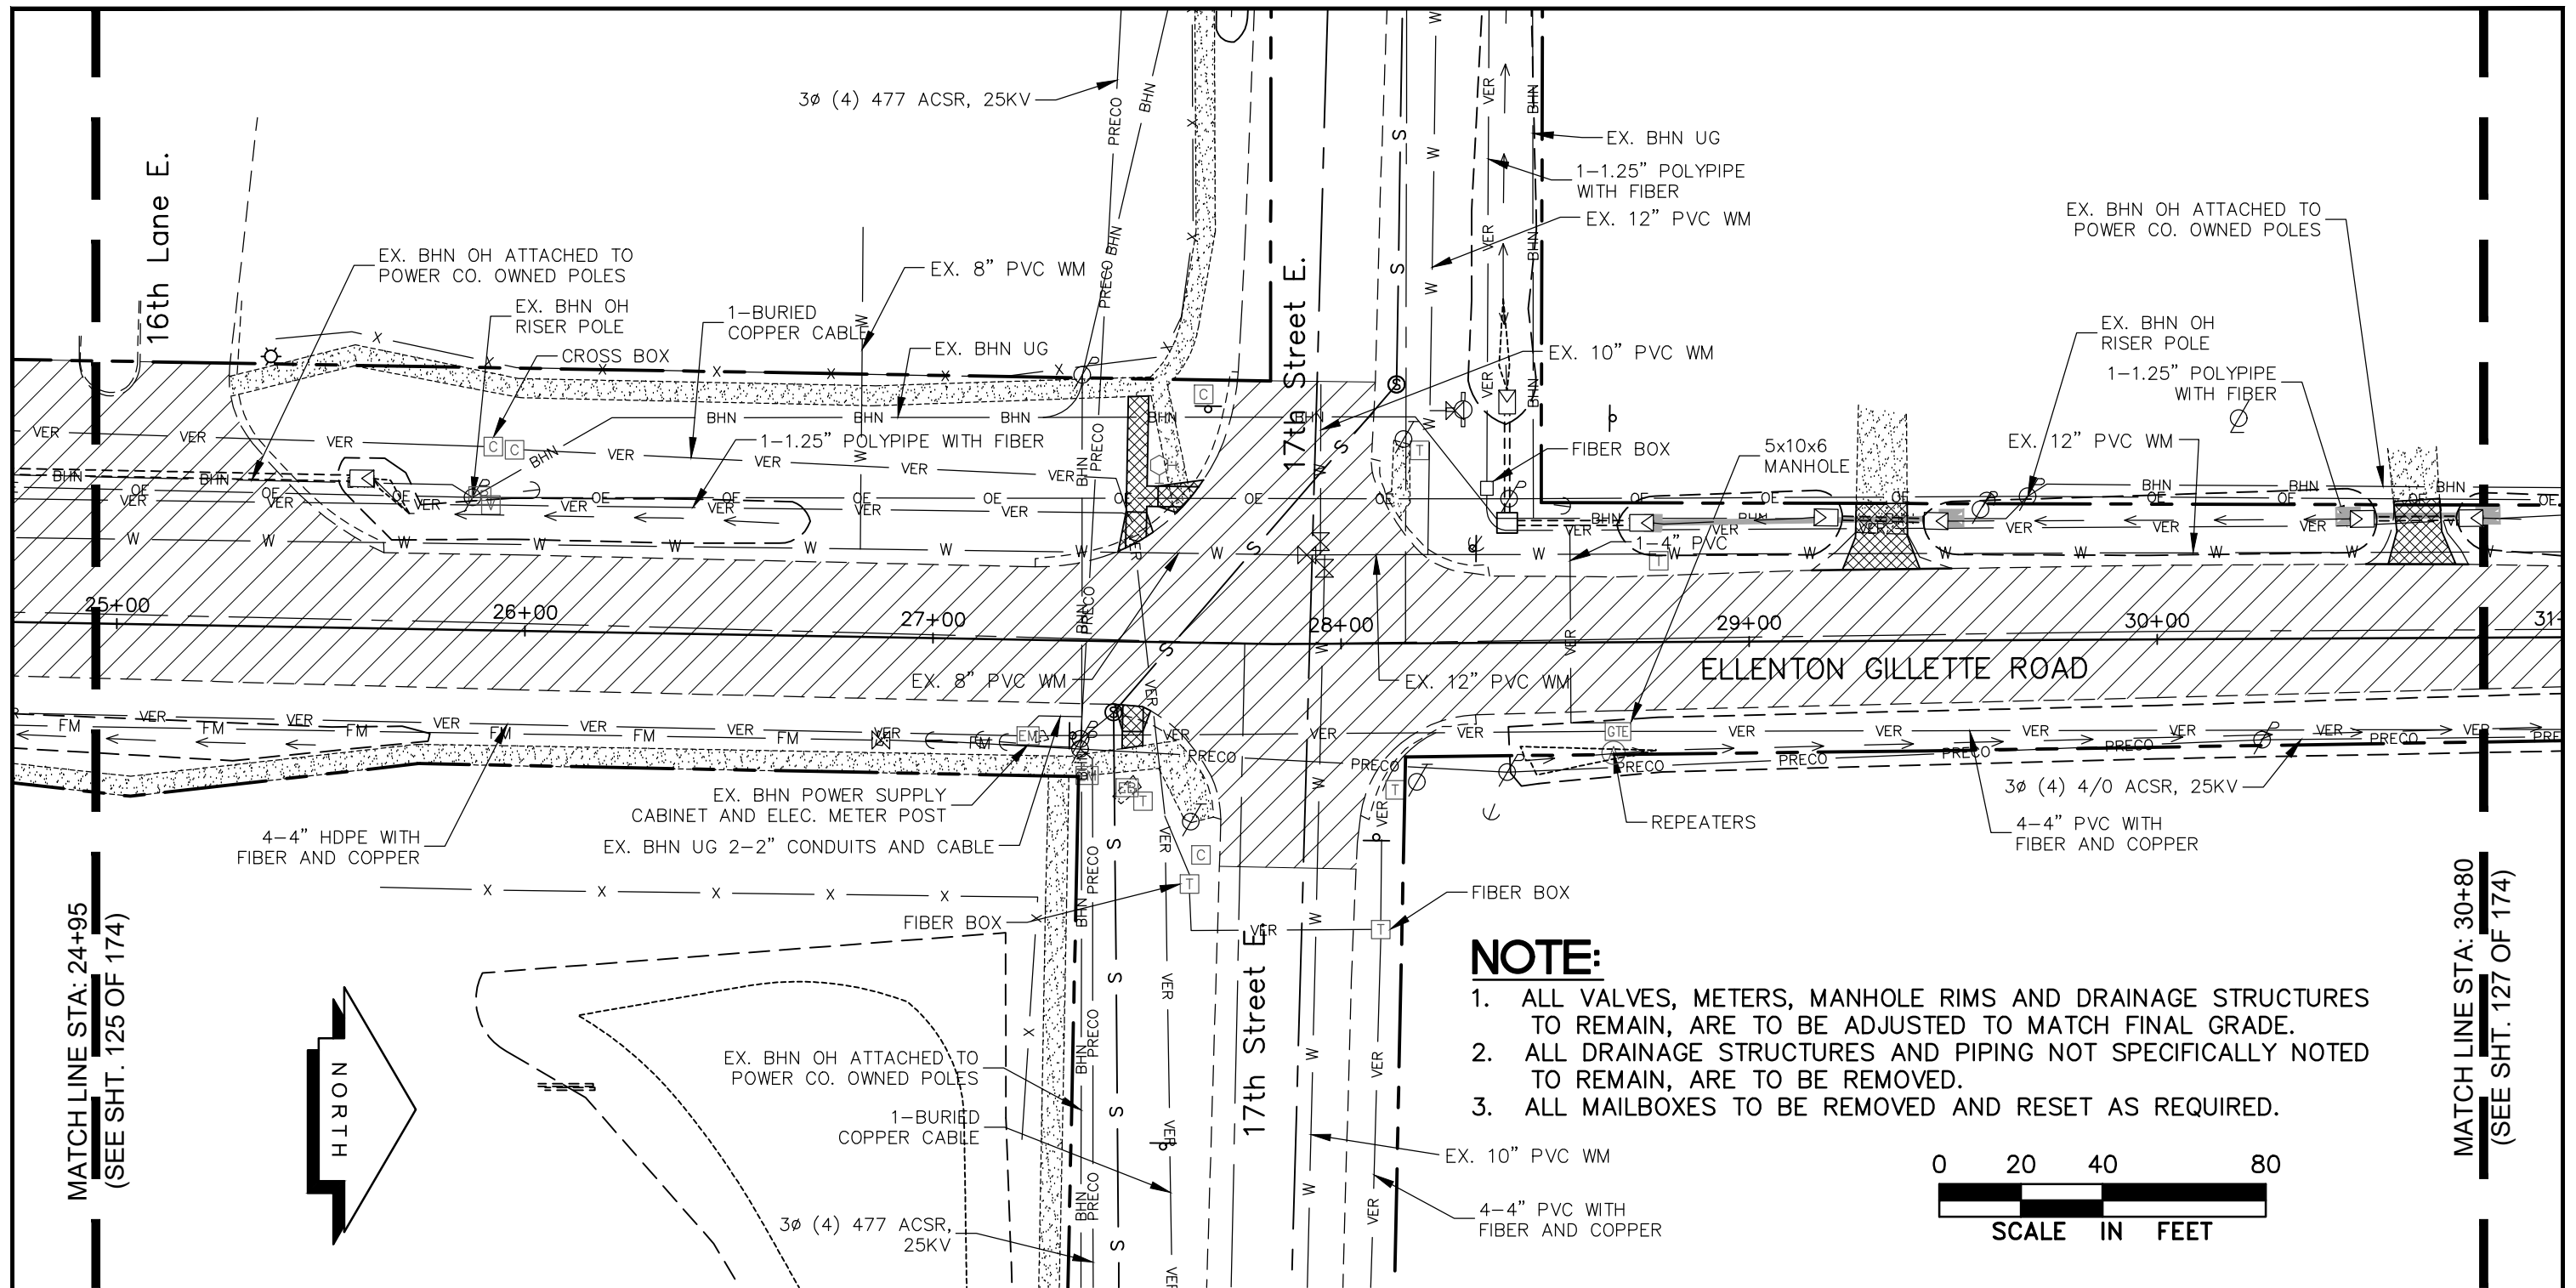 3ø (4) 477 ACSR, 25KV
16th Lane E.
EX. BHN OH ATTACHED TO
POWER CO. OWNED POLES
EX. BHN OH
RISER POLE
CROSS BOX
1-BURIED
COPPER CABLE
EX. 8" PVC WM
EX. BHN UG
1-1.25" POLYPIPE WITH FIBER
17th Street E.
EX. BHN UG
1-1.25" POLYPIPE
WITH FIBER
EX. 12" PVC WM
EX. 10" PVC WM
FIBER BOX
5x10x6
MANHOLE
1-4" PVC
EX. BHN OH ATTACHED TO
POWER CO. OWNED POLES
EX. BHN OH
RISER POLE
1-1.25" POLYPIPE
WITH FIBER
EX. 12" PVC WM
25+00
26+00
27+00
28+00
29+00
30+00
31+
EX. 8" PVC WM
EX. 12" PVC WM
ELLENTON GILLETTE ROAD
BHN
VER
OE
W
S
X
FM
PRECO
C
T
EM
GTE
EX. BHN POWER SUPPLY
CABINET AND ELEC. METER POST
EX. BHN UG 2-2" CONDUITS AND CABLE
4-4" HDPE WITH
FIBER AND COPPER
REPEATERS
3ø (4) 4/0 ACSR, 25KV
4-4" PVC WITH
FIBER AND COPPER
FIBER BOX
FIBER BOX
17th Street E.
EX. BHN OH ATTACHED TO
POWER CO. OWNED POLES
1-BURIED
COPPER CABLE
3ø (4) 477 ACSR,
25KV
EX. 10" PVC WM
4-4" PVC WITH
FIBER AND COPPER
MATCH LINE STA: 24+95
(SEE SHT. 125 OF 174)
NORTH
NOTE:
1. ALL VALVES, METERS, MANHOLE RIMS AND DRAINAGE STRUCTURES
TO REMAIN, ARE TO BE ADJUSTED TO MATCH FINAL GRADE.
2. ALL DRAINAGE STRUCTURES AND PIPING NOT SPECIFICALLY NOTED
TO REMAIN, ARE TO BE REMOVED.
3. ALL MAILBOXES TO BE REMOVED AND RESET AS REQUIRED.
0 20 40 80
SCALE IN FEET
MATCH LINE STA: 30+80
(SEE SHT. 127 OF 174)